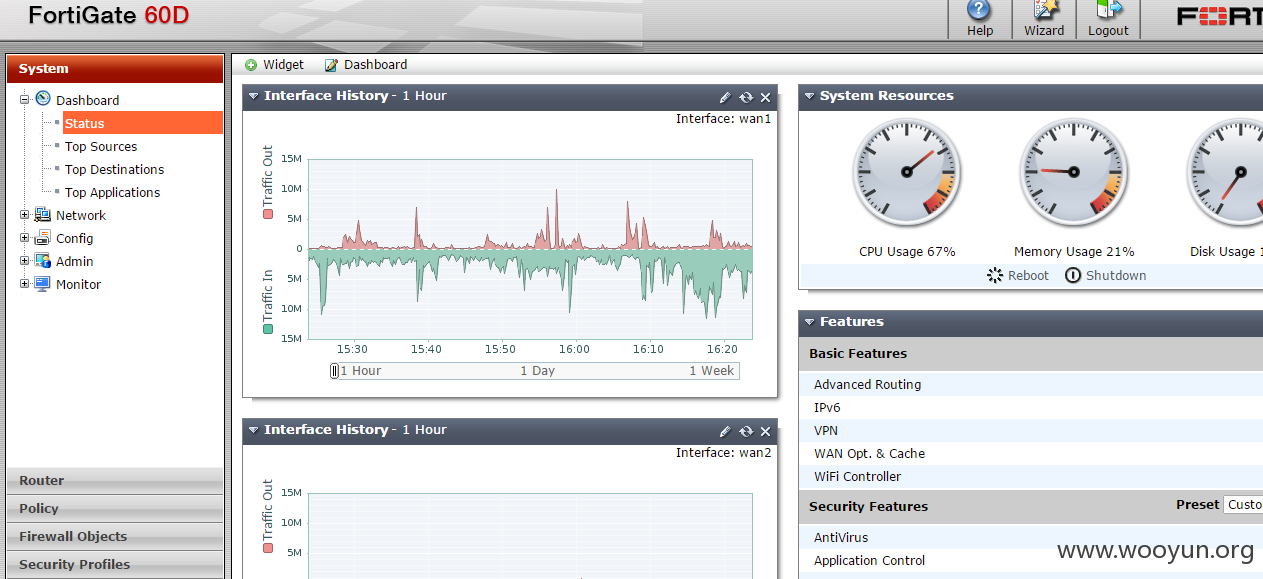 FortiGate 60D
Help
Wizard
Logout
System
Dashboard
Status
Top Sources
Top Destinations
Top Applications
Network
Config
Admin
Monitor
Router
Policy
Firewall Objects
Security Profiles
Widget
Dashboard
Interface History - 1 Hour
Interface: wan1
Traffic Out
Traffic In
15M
10M
5M
0
5M
10M
15M
15:30 15:40 15:50 16:00 16:10 16:20
1 Hour 1 Day 1 Week
Interface History - 1 Hour
Interface: wan2
Traffic Out
15M
10M
5M
System Resources
CPU Usage 67%
Memory Usage 21%
Disk Usage 1
Reboot
Shutdown
Features
Basic Features
Advanced Routing
IPv6
VPN
WAN Opt. & Cache
WiFi Controller
Security Features
Preset Custo
AntiVirus
Application Control
www.wooyun.org